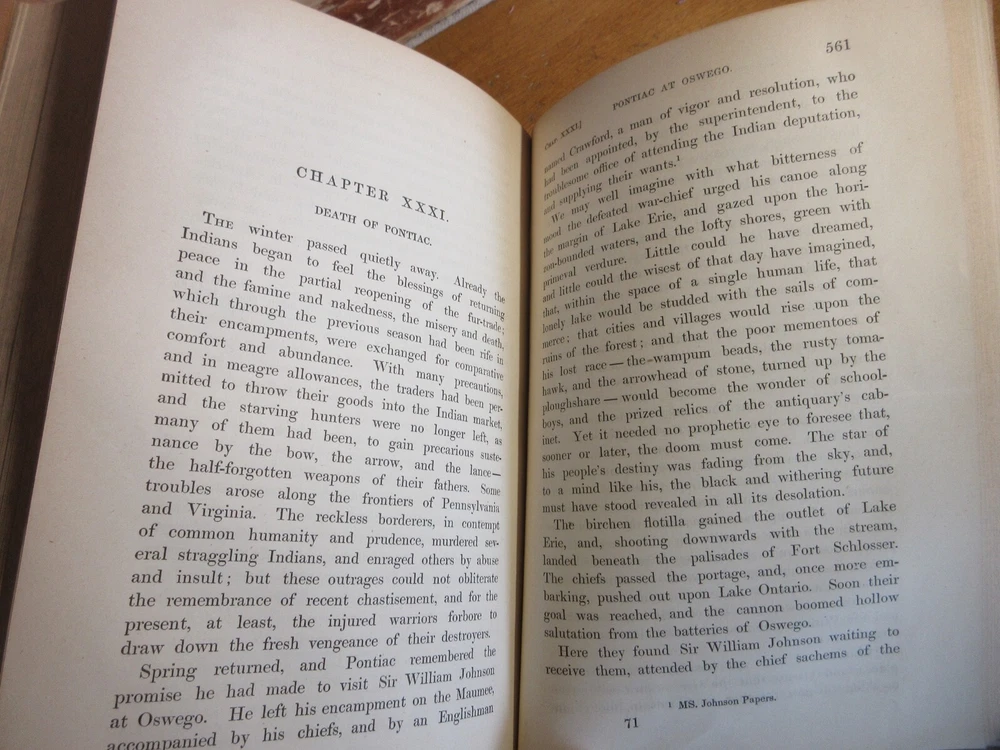 CHAPTER XXXI.
DEATH OF PONTIAC.
THE winter passed quietly away. Already the
Indians began to feel the blessings of returning
peace in the partial reopening of the fur-trade;
and the famine and nakedness, the misery and death,
which through the previous season had been rife in
their encampments, were exchanged for comparative
comfort and abundance. With many precautions,
and in meagre allowances, the traders had been per-
mitted to throw their goods into the Indian market,
and the starving hunters were no longer left, as
many of them had been, to gain precarious suste-
nance by the bow, the arrow, and the lance—
the half-forgotten weapons of their fathers. Some
troubles arose along the frontiers of Pennsylvania
and Virginia. The reckless borderers, in contempt
of common humanity and prudence, murdered sev-
eral straggling Indians, and enraged others by abuse
and insult; but these outrages could not obliterate
the remembrance of recent chastisement, and for the
present, at least, the injured warriors forbore to
draw down the fresh vengeance of their destroyers.
Spring returned, and Pontiac remembered the
promise he had made to visit Sir William Johnson
at Oswego. He left his encampment on the Maumee,
accompanied by his chiefs, and by an Englishman
CHAP XXXI.] PONTIAC AT OSWEGO. 561
named Crawford, a man of vigor and resolution, who
had been appointed, by the superintendent, to the
troublesome office of attending the Indian deputation,
and supplying their wants.¹
We may well imagine with what bitterness of
mood the defeated war-chief urged his canoe along
the margin of Lake Erie, and gazed upon the hori-
zon-bounded waters, and the lofty shores, green with
primeval verdure. Little could he have dreamed,
and little could the wisest of that day have imagined,
that, within the space of a single human life, that
lonely lake would be studded with the sails of com-
merce; that cities and villages would rise upon the
ruins of the forest; and that the poor mementoes of
his lost race — the wampum beads, the rusty toma-
hawk, and the arrowhead of stone, turned up by the
ploughshare — would become the wonder of school-
boys, and the prized relics of the antiquary's cab-
inet. Yet it needed no prophetic eye to foresee that,
sooner or later, the doom must come. The star of
his people's destiny was fading from the sky, and,
to a mind like his, the black and withering future
must have stood revealed in all its desolation.
The birchen flotilla gained the outlet of Lake
Erie, and, shooting downwards with the stream,
landed beneath the palisades of Fort Schlosser.
The chiefs passed the portage, and, once more em-
barking, pushed out upon Lake Ontario. Soon their
goal was reached, and the cannon boomed hollow
salutation from the batteries of Oswego.
Here they found Sir William Johnson waiting to
receive them, attended by the chief sachems of the
¹ MS. Johnson Papers.
71